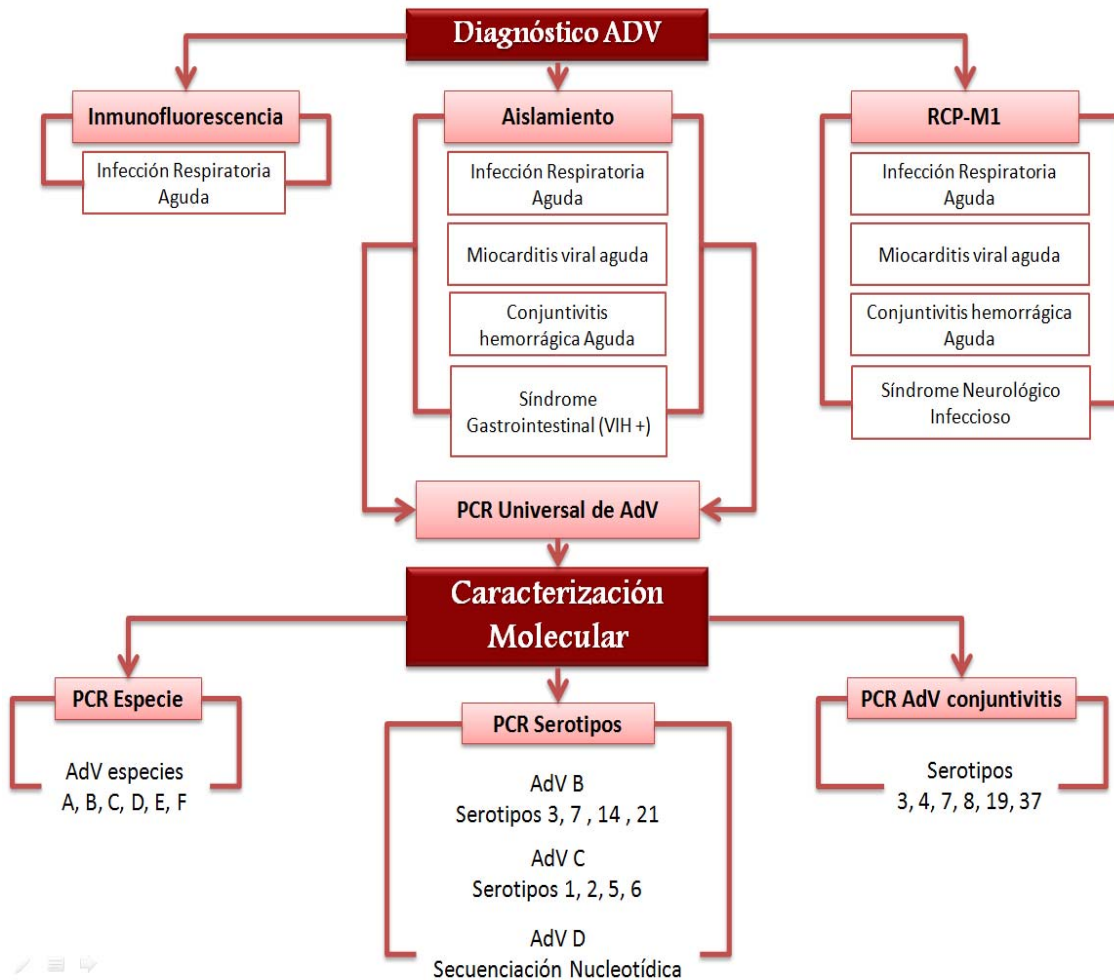 Diagnóstico ADV
Inmunofluorescencia
Infección Respiratoria
Aguda
Aislamiento
Infección Respiratoria
Aguda
Miocarditis viral aguda
Conjuntivitis
hemorrágica Aguda
Síndrome
Gastrointestinal (VIH +)
RCP-M1
Infección Respiratoria
Aguda
Miocarditis viral aguda
Conjuntivitis hemorrágica
Aguda
Síndrome Neurológico
Infeccioso
PCR Universal de AdV
Caracterización
Molecular
PCR Especie
AdV especies
A, B, C, D, E, F
PCR Serotipos
AdV B
Serotipos 3, 7 , 14 , 21
AdV C
Serotipos 1, 2, 5, 6
AdV D
Secuenciación Nucleotídica
PCR AdV conjuntivitis
Serotipos
3, 4, 7, 8, 19, 37